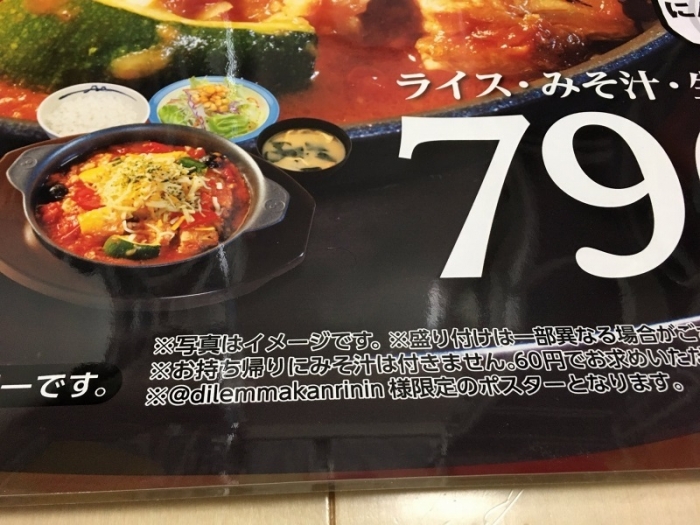 ライス・みそ汁・
79
※写真はイメージです。※盛り付けは一部異なる場合がご
※お持ち帰りにみそ汁は付きません。60円でお求めいただ
ーです。
※@dilemmakanrinin 様限定のポスターとなります。